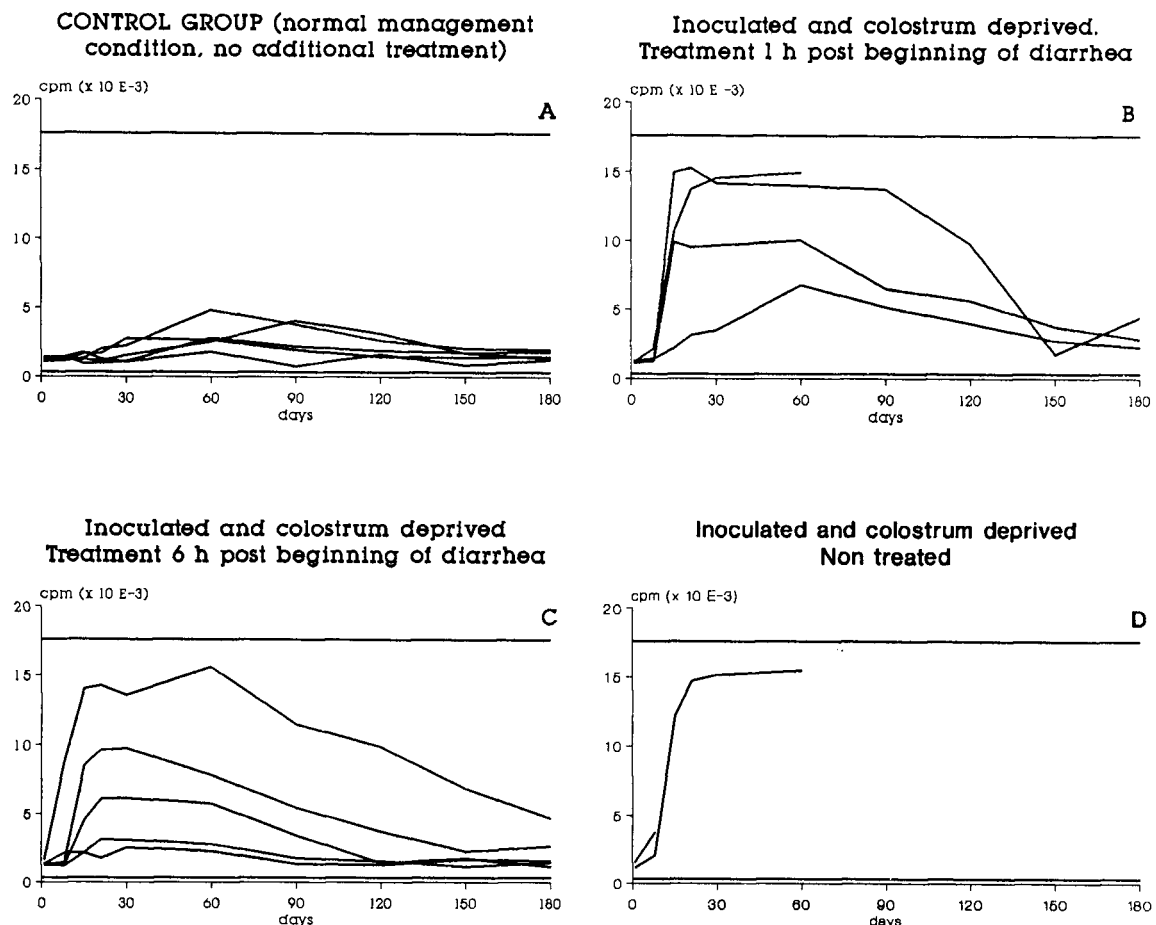 CONTROL GROUP (normal management
condition, no additional treatment)
cpm (x 10 E-3)
A
20
15
10
5
0
0 30 60 90 120 150 180
days
Inoculated and colostrum deprived.
Treatment 1 h post beginning of diarrhea
cpm (x 10 E -3)
B
20
15
10
5
0
0 30 60 90 120 150 180
days
Inoculated and colostrum deprived
Treatment 6 h post beginning of diarrhea
cpm (x 10 E-3)
C
20
15
10
5
0
0 30 60 90 120 150 180
days
Inoculated and colostrum deprived
Non treated
cpm (x 10 E-3)
D
20
15
10
5
0
0 30 60 90 120 150 180
days